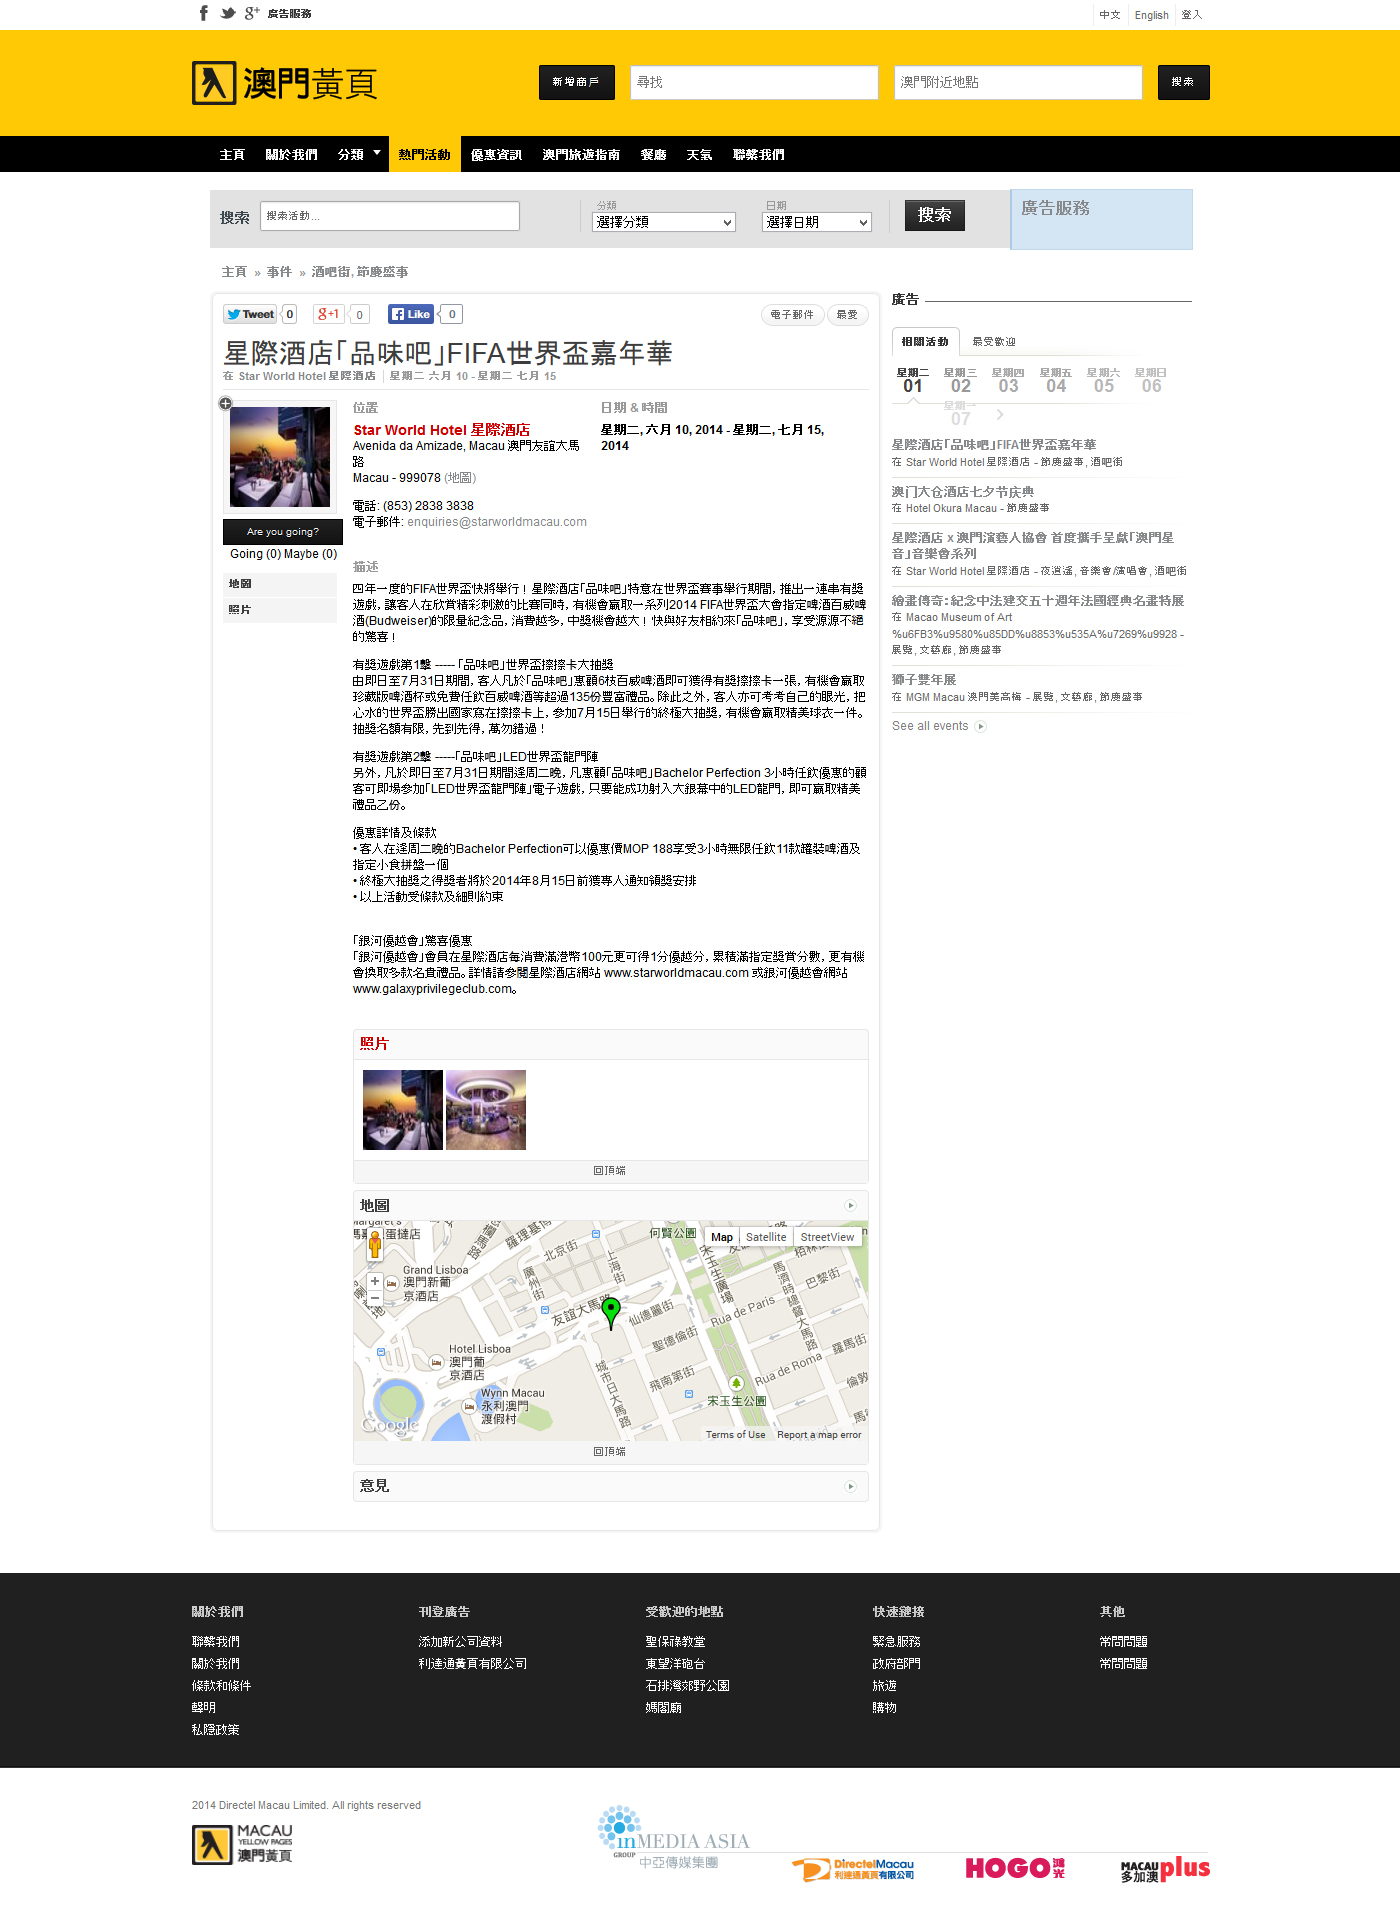 廣告服務
中文 English 登入
澳門黃頁
新增商戶 尋找 澳門附近地點 搜索
主頁 關於我們 分類 熱門活動 優惠資訊 澳門旅遊指南 餐廳 天氣 聯繫我們
搜索 搜索活動... 分類 選擇分類 日期 選擇日期 搜索 廣告服務
主頁 » 事件 » 酒吧街, 節慶盛事
Tweet 0 g+1 0 Like 0 電子郵件 最愛
星際酒店「品味吧」FIFA世界盃嘉年華
在 Star World Hotel 星際酒店 星期二 六月 10 - 星期二 七月 15
Are you going?
Going (0) Maybe (0)
地圖
照片
位置
Star World Hotel 星際酒店
Avenida da Amizade, Macau 澳門友誼大馬
路
Macau - 999078 (地圖)
電話: (853) 2838 3838
電子郵件: enquiries@starworldmacau.com
日期 & 時間
星期二, 六月 10, 2014 - 星期二, 七月 15,
2014
描述
四年一度的FIFA世界盃快將舉行！星際酒店「品味吧」特意在世界盃賽事舉行期間, 推出一連串有獎
遊戲, 讓客人在欣賞精彩刺激的比賽同時, 有機會贏取一系列2014 FIFA世界盃大會指定啤酒百威啤
酒(Budweiser)的限量紀念品, 消費越多, 中獎機會越大！快與好友相約來「品味吧」, 享受源源不絕
的驚喜！
有獎遊戲第1擊 ----- 「品味吧」世界盃擦擦卡大抽獎
由即日至7月31日期間, 客人凡於「品味吧」惠顧6枝百威啤酒即可獲得有獎擦擦卡一張, 有機會贏取
珍藏版啤酒杯或免費任飲百威啤酒等超過135份豐富禮品。除此之外, 客人亦可考考自己的眼光, 把
心水的世界盃勝出國家寫在擦擦卡上, 參加7月15日舉行的終極大抽獎, 有機會贏取精美球衣一件。
抽獎名額有限, 先到先得, 萬勿錯過！
有獎遊戲第2擊 -----「品味吧」LED世界盃龍門陣
另外, 凡於即日至7月31日期間逢周二晚, 凡惠顧「品味吧」Bachelor Perfection 3小時任飲優惠的顧
客可即場參加「LED世界盃龍門陣」電子遊戲, 只要能成功射入大銀幕中的LED龍門, 即可贏取精美
禮品乙份。
優惠詳情及條款
• 客人在逢周二晚的Bachelor Perfection可以優惠價MOP 188享受3小時無限任飲11款罐裝啤酒及
指定小食拼盤一個
• 終極大抽獎之得獎者將於2014年8月15日前獲專人通知領獎安排
• 以上活動受條款及細則約束
「銀河優越會」驚喜優惠
「銀河優越會」會員在星際酒店每消費滿港幣100元更可得1分優越分, 累積滿指定獎賞分數, 更有機
會換取多款名貴禮品。詳情請參閱星際酒店網站 www.starworldmacau.com 或銀河優越會網站
www.galaxyprivilegeclub.com。
照片
回頂端
地圖
Map Satellite StreetView
何賢公園
蛋撻店
羅理基博
北京街
廣州街
上海街
Grand Lisboa
澳門新葡
京酒店
友誼大馬路
仙德麗街
宋玉生廣場
馬濟時總督大馬路
巴黎街
Rua de Paris
聖德倫街
羅馬街
Hotel Lisboa
澳門葡
京酒店
城市日大馬路
飛南第街
Rua de Roma
倫敦
Wynn Macau
永利澳門
渡假村
宋玉生公園
Google
Terms of Use Report a map error
回頂端
意見
廣告
相關活動 最受歡迎
星期二 星期三 星期四 星期五 星期六 星期日
01 02 03 04 05 06
星期一
07
星際酒店「品味吧」FIFA世界盃嘉年華
在 Star World Hotel 星際酒店 - 節慶盛事, 酒吧街
澳门大仓酒店七夕节庆典
在 Hotel Okura Macau - 節慶盛事
星際酒店 x 澳門演藝人協會 首度攜手呈獻「澳門星
音」音樂會系列
在 Star World Hotel 星際酒店 - 夜逍遙, 音樂會/演唱會, 酒吧街
繪畫傳奇: 紀念中法建交五十週年法國經典名畫特展
在 Macao Museum of Art
%u6FB3%u9580%u85DD%u8853%u535A%u7269%u9928 -
展覽, 文藝廊, 節慶盛事
獅子雙年展
在 MGM Macau 澳門美高梅 - 展覽, 文藝廊, 節慶盛事
See all events
關於我們 刊登廣告 受歡迎的地點 快速鏈接 其他
聯繫我們 添加新公司資料 聖保祿教堂 緊急服務 常問問題
關於我們 利達通黃頁有限公司 東望洋砲台 政府部門 常問問題
條款和條件 石排灣郊野公園 旅遊
聲明 媽閣廟 購物
私隱政策
2014 Directel Macau Limited. All rights reserved
MACAU
YELLOW PAGES
澳門黃頁
inMEDIA ASIA
GROUP 中亞傳媒集團
DirectelMacau
利達通黃頁有限公司
HOGO 鴻光
MACAU plus
多加澳